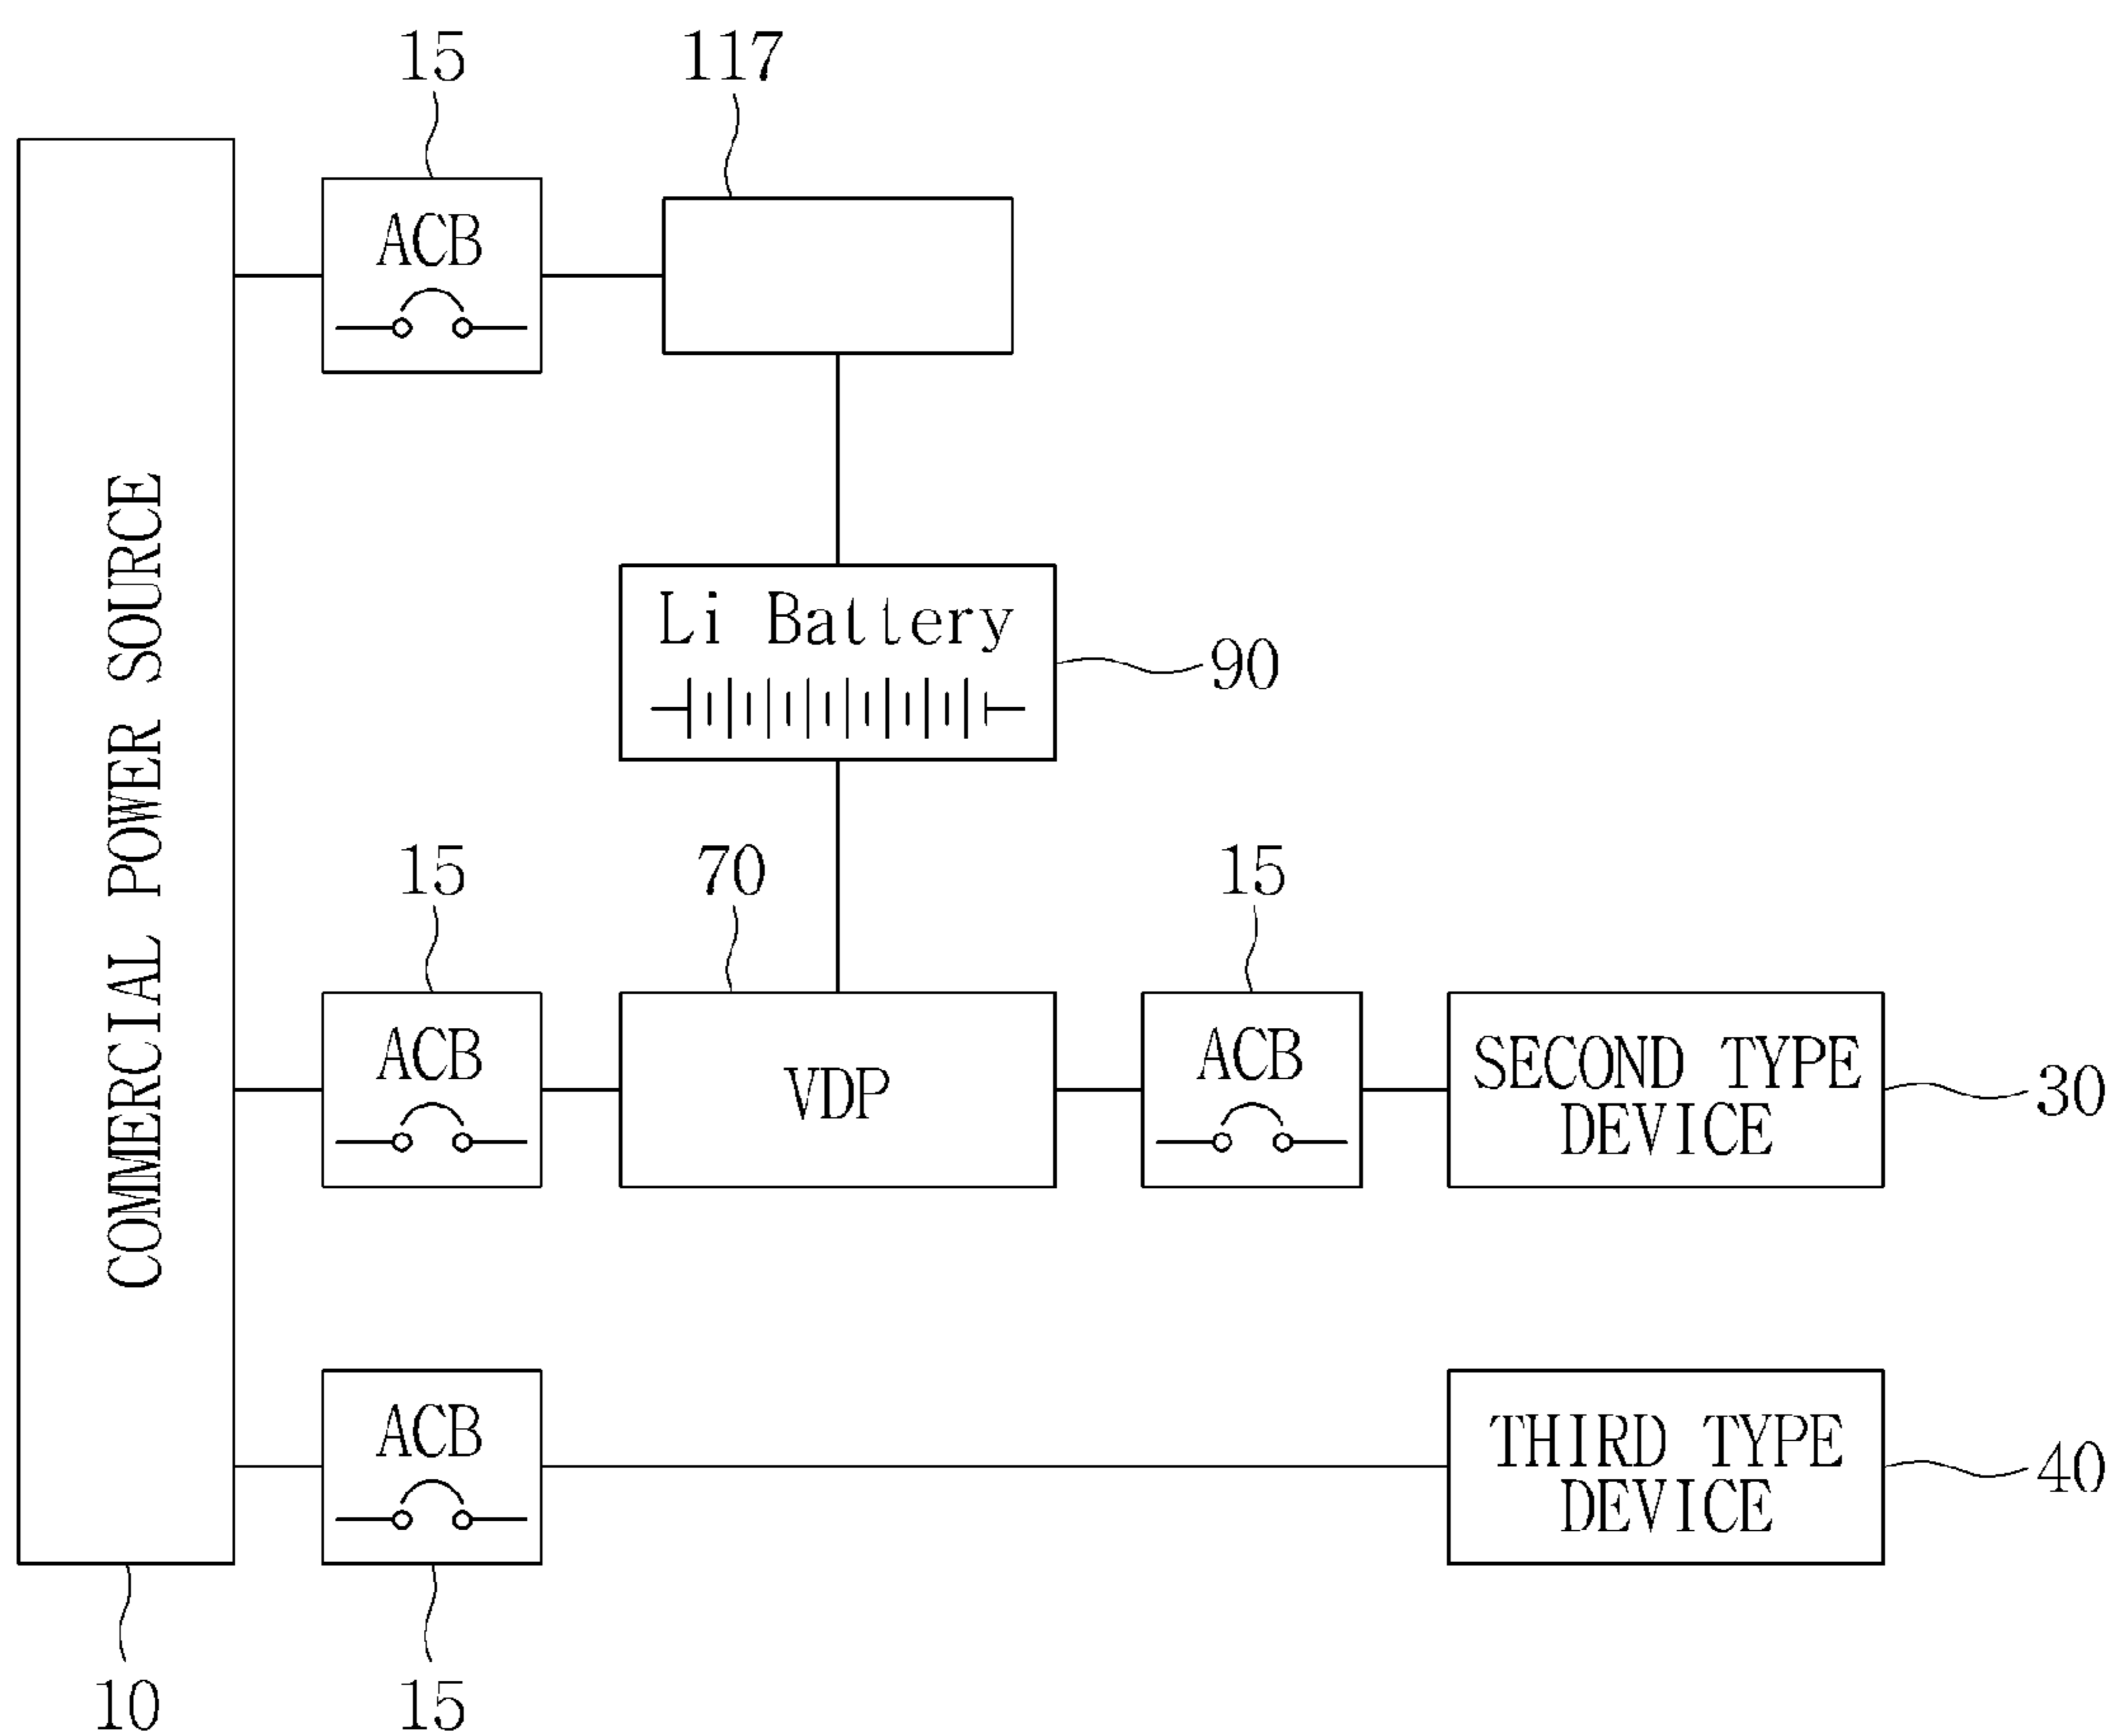 15
117
ACB
COMMERCIAL POWER SOURCE
Li Battery
90
15
70
15
ACB
VDP
ACB
SECOND TYPE
DEVICE
30
ACB
THIRD TYPE
DEVICE
40
10
15